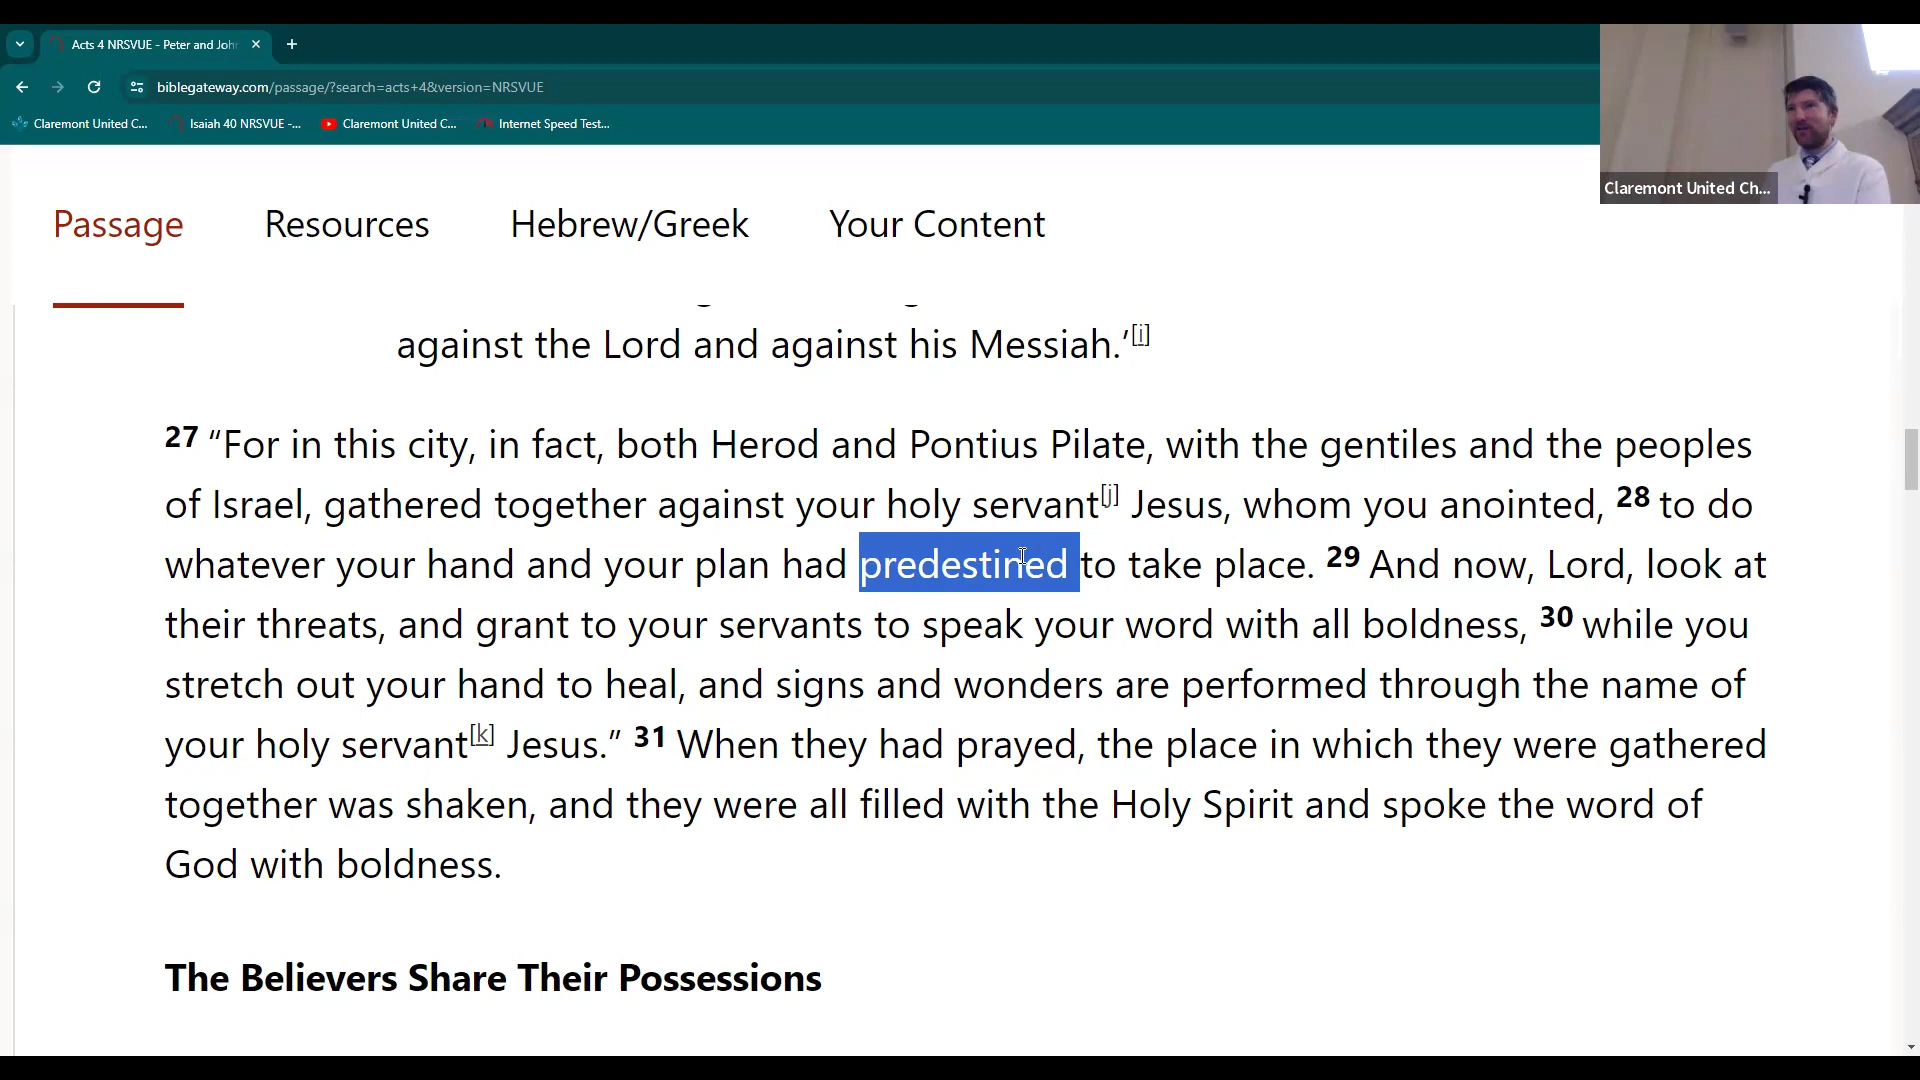 Acts 4 NRSVUE - Peter and Joh
biblegateway.com/passage/?search=acts+4&version=NRSVUE
Claremont United C... Isaiah 40 NRSVUE -... Claremont United C... Internet Speed Test...
Claremont United Ch...
Passage Resources Hebrew/Greek Your Content
against the Lord and against his Messiah.’[i]
27 “For in this city, in fact, both Herod and Pontius Pilate, with the gentiles and the peoples
of Israel, gathered together against your holy servant[j] Jesus, whom you anointed, 28 to do
whatever your hand and your plan had predestined to take place. 29 And now, Lord, look at
their threats, and grant to your servants to speak your word with all boldness, 30 while you
stretch out your hand to heal, and signs and wonders are performed through the name of
your holy servant[k] Jesus.” 31 When they had prayed, the place in which they were gathered
together was shaken, and they were all filled with the Holy Spirit and spoke the word of
God with boldness.
The Believers Share Their Possessions